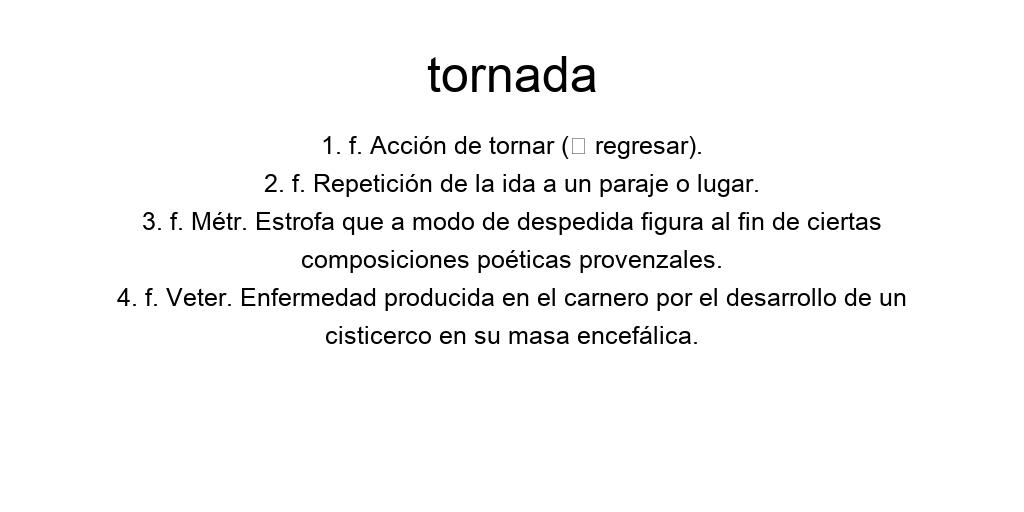 tornada
1. f. Acción de tornar (▯ regresar).
2. f. Repetición de la ida a un paraje o lugar.
3. f. Métr. Estrofa que a modo de despedida figura al fin de ciertas
composiciones poéticas provenzales.
4. f. Veter. Enfermedad producida en el carnero por el desarrollo de un
cisticerco en su masa encefálica.